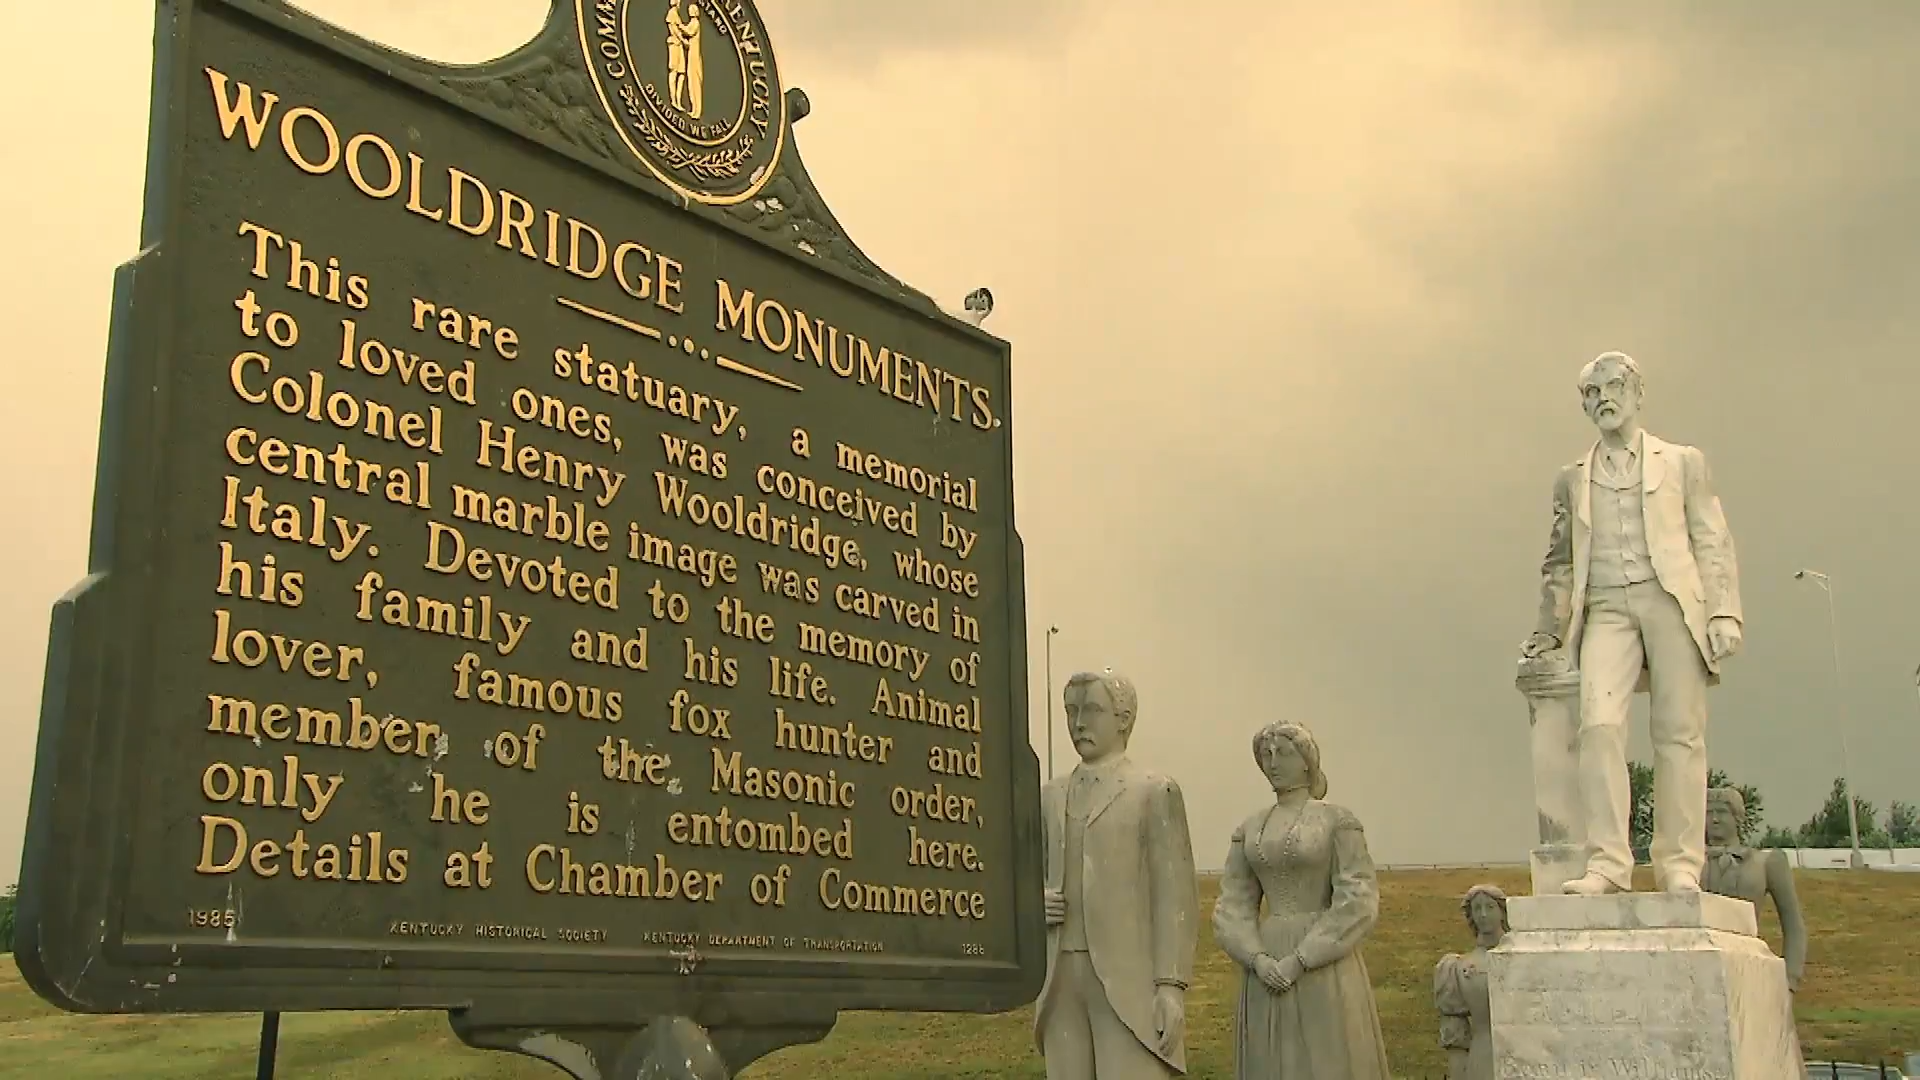 COMM
KENTUCKY
DIVIDED WE FALL
WOOLDRIDGE MONUMENTS.
This rare statuary, a memorial
to loved ones, was conceived by
Colonel Henry Wooldridge, whose
central marble image was carved in
Italy. Devoted to the memory of
his family and his life. Animal
lover, famous fox hunter and
member of the Masonic order,
only he is entombed here.
Details at Chamber of Commerce
1985 KENTUCKY HISTORICAL SOCIETY KENTUCKY DEPARTMENT OF TRANSPORTATION 1286